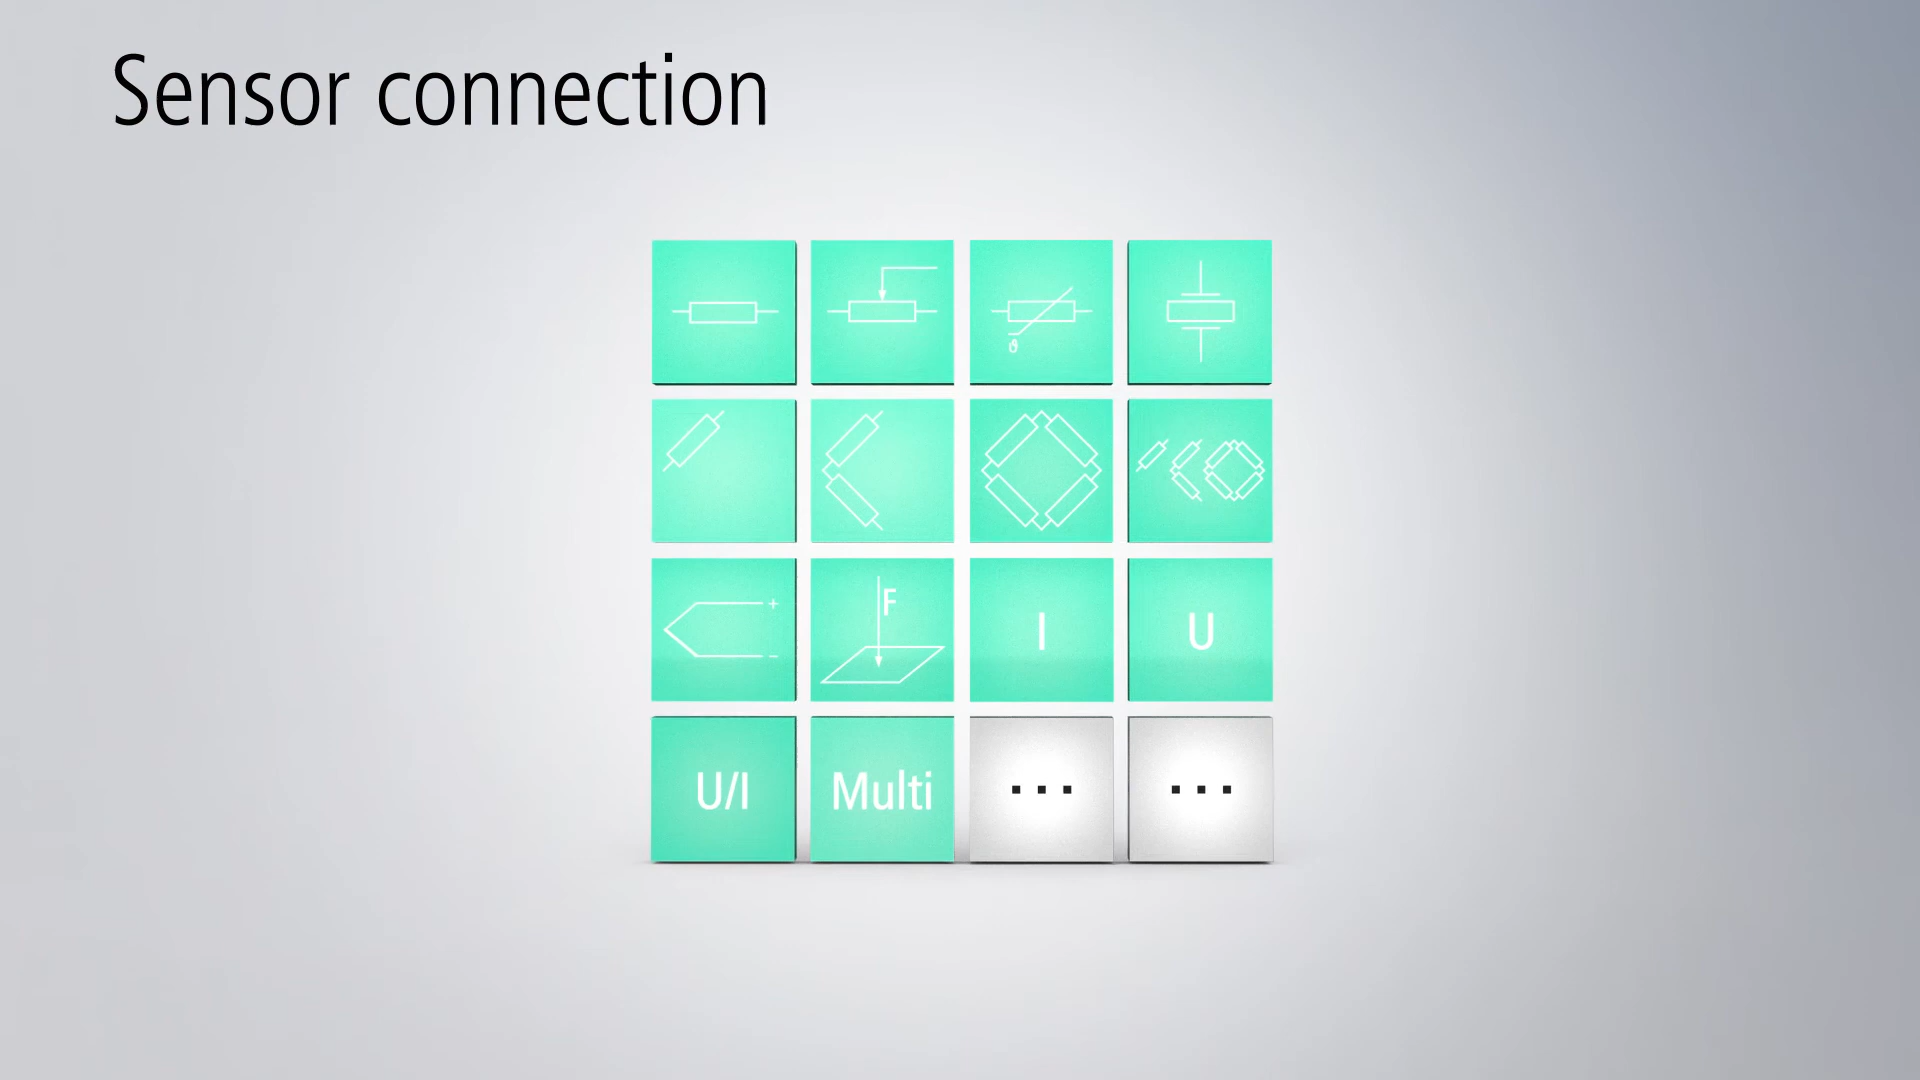 Sensor connection
ϑ
+
−
F
I
U
U/I
Multi
...
...